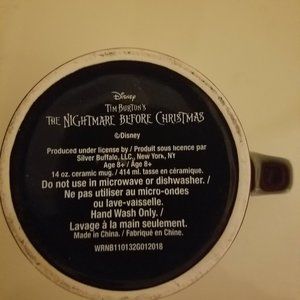 Disney
TIM BURTON'S
THE NIGHTMARE BEFORE CHRISTMAS
©Disney
Produced under license by / Produit sous licence par
Silver Buffalo, LLC., New York, NY
Age 8+/ Âge 8+
14 oz. ceramic mug. / 414 ml. tasse en céramique.
Do not use in microwave or dishwasher. /
Ne pas utiliser au micro-ondes
ou lave-vaisselle.
Hand Wash Only. /
Lavage à la main seulement.
Made in China. / Fabriqué en Chine.
WRNB110132G012018